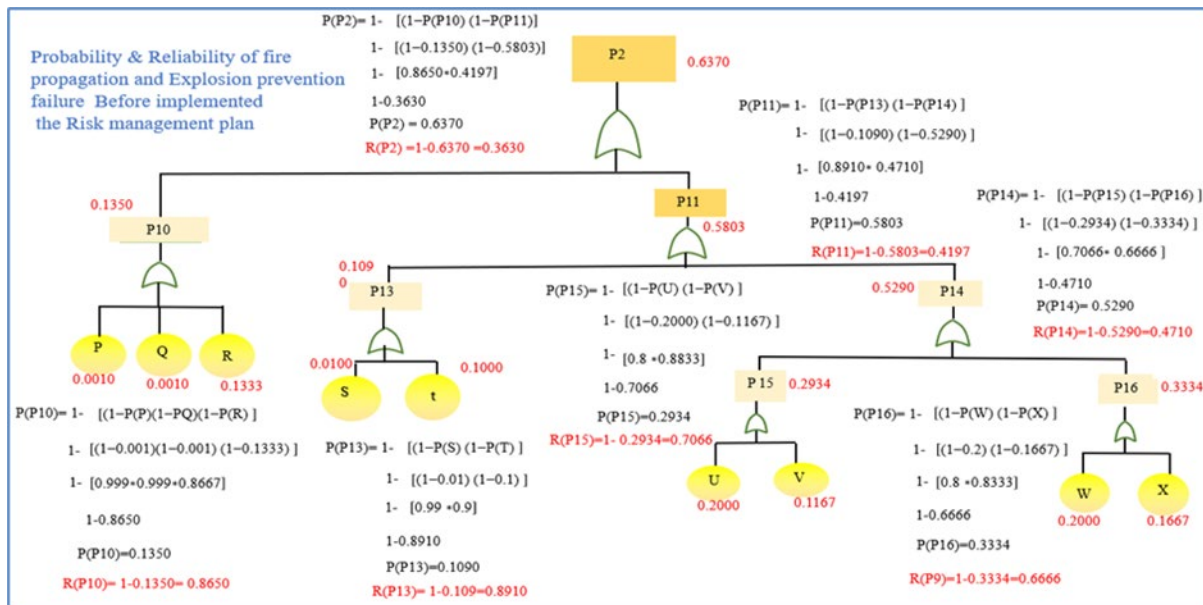 Probability & Reliability of fire
propagation and Explosion prevention
failure Before implemented
the Risk management plan
P(P2)= 1- [(1−P(P10) (1−P(P11)]
1- [(1−0.1350) (1−0.5803)]
1- [0.8650*0.4197)
1-0.3630
P(P2) = 0.6370
R(P2) =1-0.6370 =0.3630
P2
0.6370
P(P11)= 1- [(1−P(P13) (1−P(P14) ]
1- [(1−0.1090) (1−0.5290) ]
1- [0.8910* 0.4710]
1-0.4197
P(P11)=0.5803
R(P11)=1-0.5803=0.4197
P(P14)= 1- [(1−P(P15) (1−P(P16) ]
1- [(1−0.2934) (1−0.3334) ]
1- [0.7066* 0.6666]
1-0.4710
P(P14)= 0.5290
R(P14)=1-0.5290=0.4710
0.1350
P10
P11
0.5803
P
Q
R
0.0010
0.0010
0.1333
0.109
0
P13
0.0100
S
t
0.1000
P(P15)= 1- [(1−P(U) (1−P(V) ]
1- [(1−0.2000) (1−0.1167) ]
1- [0.8 *0.8833]
1-0.7066
P(P15)=0.2934
R(P15)=1- 0.2934=0.7066
0.5290
P14
P 15
0.2934
P16
0.3334
U
V
0.2000
0.1167
W
X
0.2000
0.1667
P(P10)= 1- [(1−P(P)(1−PQ)(1−P(R) ]
1- [(1−0.001)(1−0.001) (1−0.1333) ]
1- [0.999*0.999*0.8667]
1-0.8650
P(P10)=0.1350
R(P10)= 1-0.1350= 0.8650
P(P13)= 1- [(1−P(S) (1−P(T) ]
1- [(1−0.01) (1−0.1) ]
1- [0.99 *0.9]
1-0.8910
P(P13)=0.1090
R(P13)= 1-0.109=0.8910
P(P16)= 1- [(1−P(W) (1−P(X) ]
1- [(1−0.2) (1−0.1667) ]
1- [0.8 *0.8333]
1-0.6666
P(P16)=0.3334
R(P9)=1-0.3334=0.6666